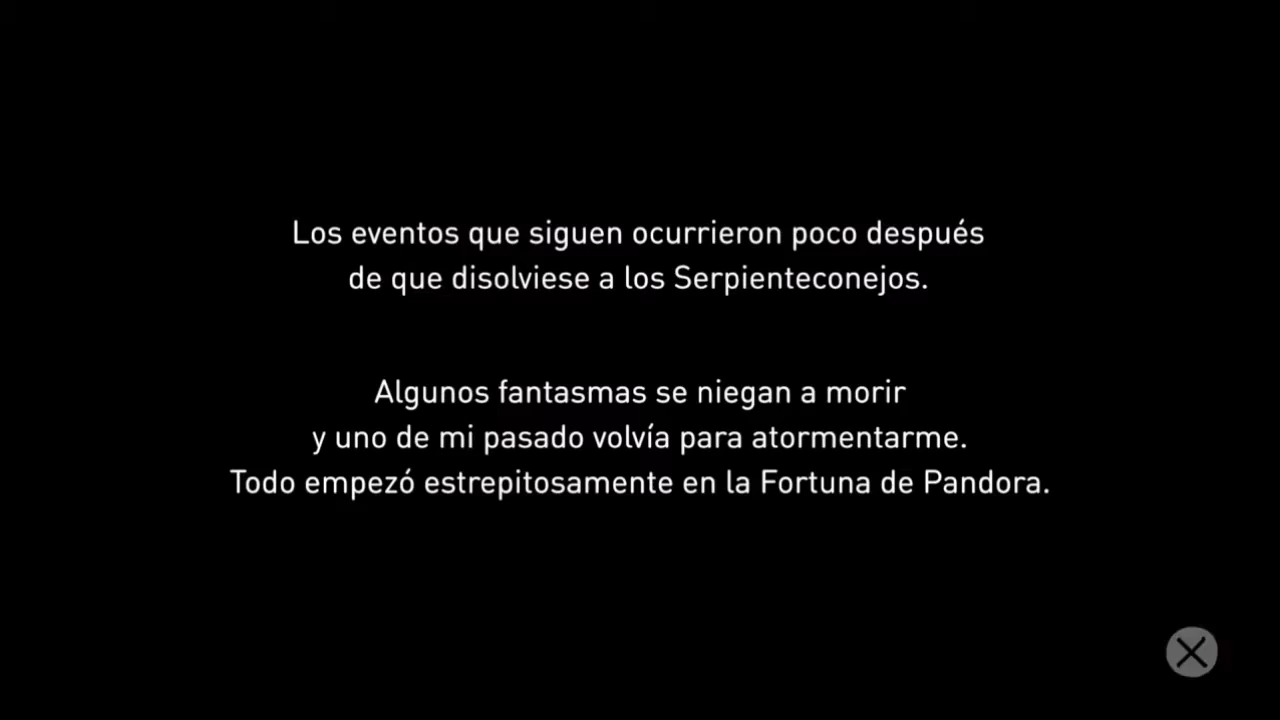 Los eventos que siguen ocurrieron poco después
de que disolviese a los Serpienteconejos.
Algunos fantasmas se niegan a morir
y uno de mi pasado volvía para atormentarme.
Todo empezó estrepitosamente en la Fortuna de Pandora.